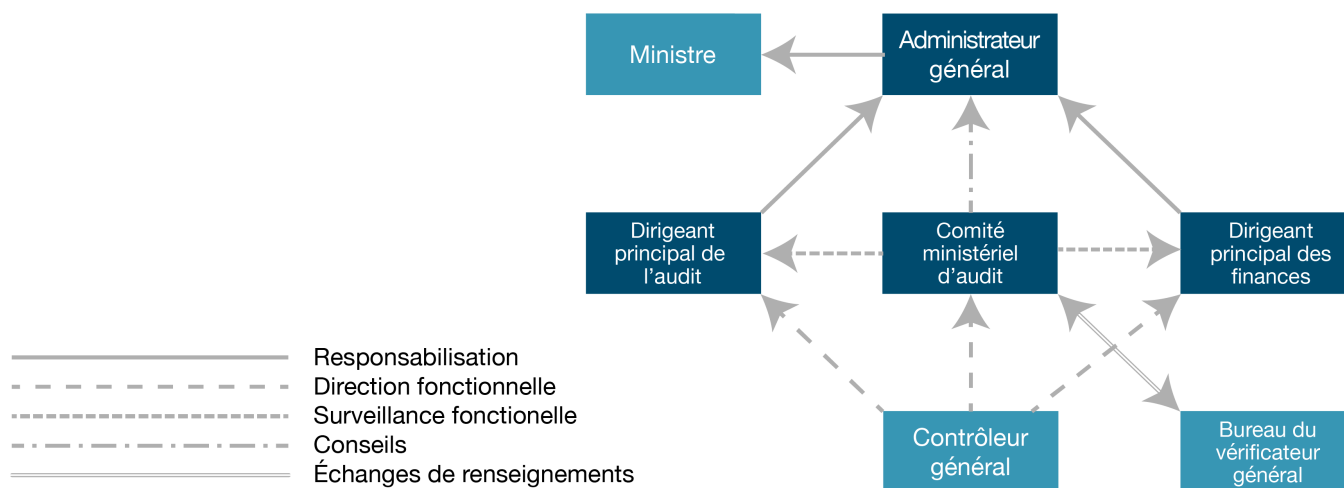 Ministre
Administrateur
général
Dirigeant
principal de
l’audit
Comité
ministériel
d’audit
Dirigeant
principal des
finances
Responsabilisation
Direction fonctionnelle
Surveillance fonctionelle
Conseils
Échanges de renseignements
Contrôleur
général
Bureau du
vérificateur
général